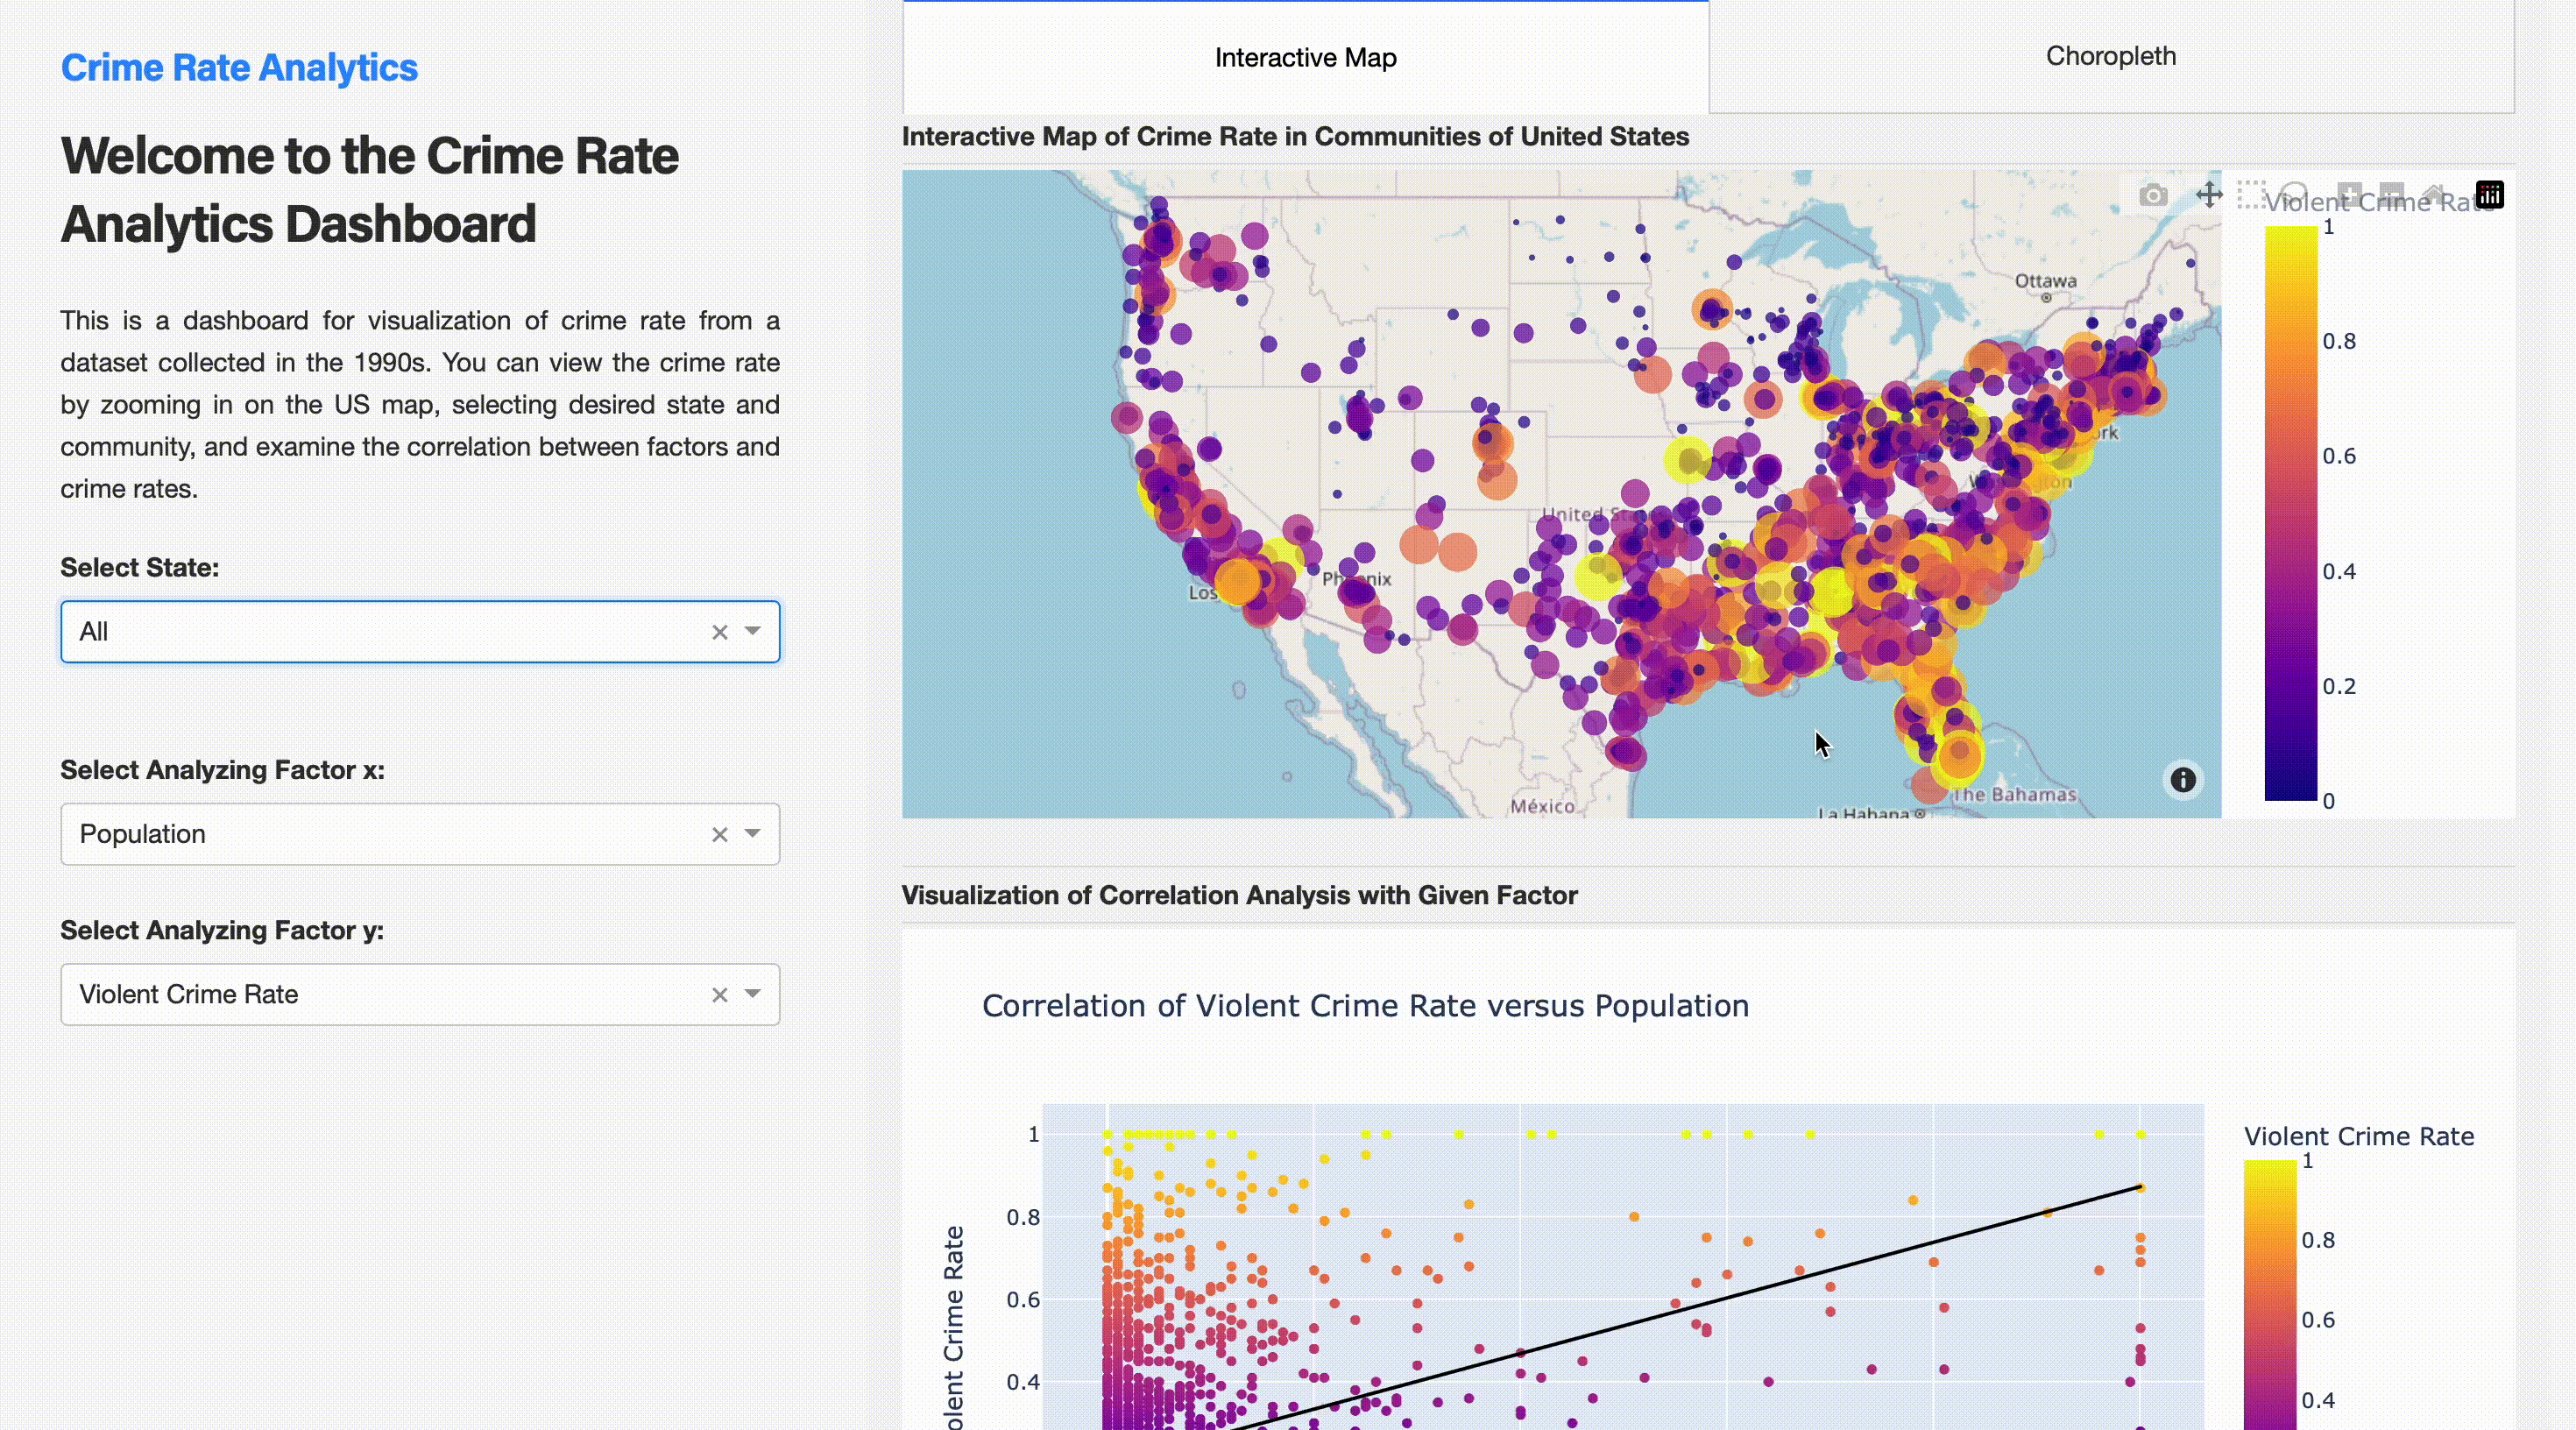 Crime Rate Analytics
Welcome to the Crime Rate
Analytics Dashboard
This is a dashboard for visualization of crime rate from a
dataset collected in the 1990s. You can view the crime rate
by zooming in on the US map, selecting desired state and
community, and examine the correlation between factors and
crime rates.
Select State:
All
Select Analyzing Factor x:
Population
Select Analyzing Factor y:
Violent Crime Rate
Interactive Map
Choropleth
Interactive Map of Crime Rate in Communities of United States
Ottawa
United
Los
México
La Habana
The Bahamas
Violent Crime Rate
1
0.8
0.6
0.4
0.2
0
Visualization of Correlation Analysis with Given Factor
Correlation of Violent Crime Rate versus Population
1
0.8
0.6
0.4
Crime Rate
Violent Crime Rate
1
0.8
0.6
0.4